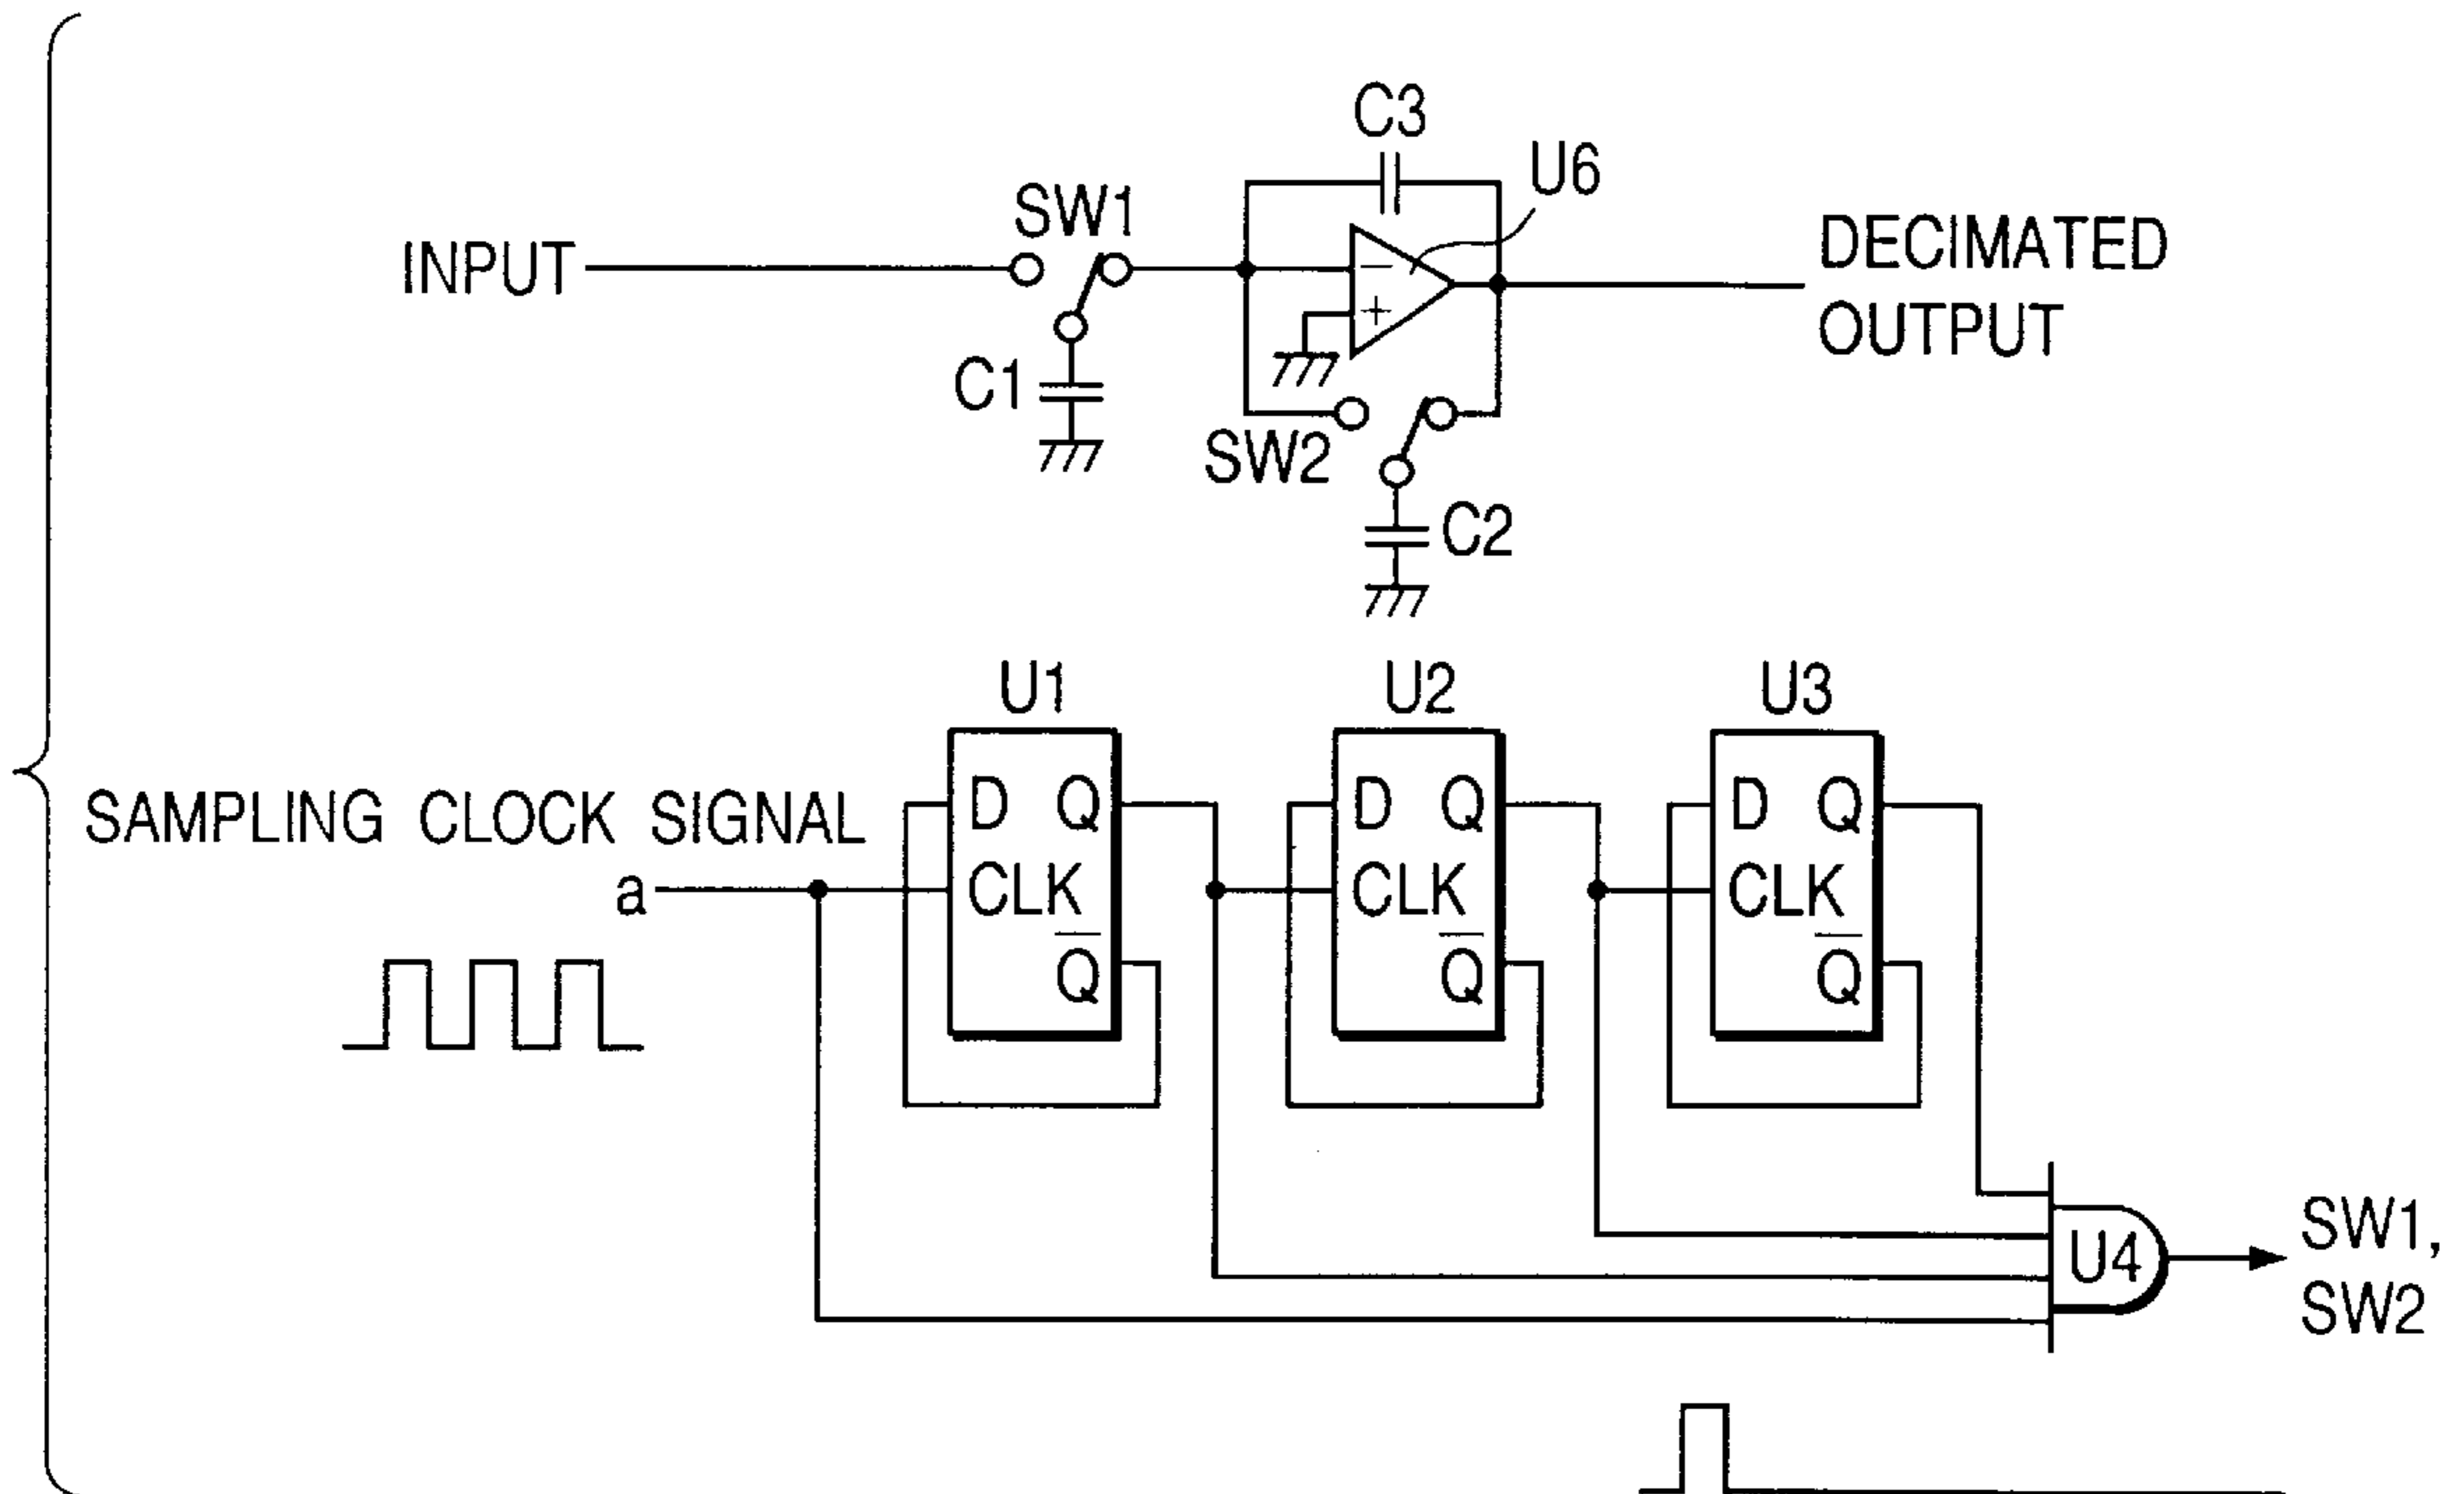 C3
U6
SW1
INPUT
DECIMATED
OUTPUT
−
+
C1
SW2
C2
U1
U2
U3
D Q
D Q
D Q
SAMPLING CLOCK SIGNAL
a
CLK
CLK
CLK
Q̅
Q̅
Q̅
U4
SW1,
SW2